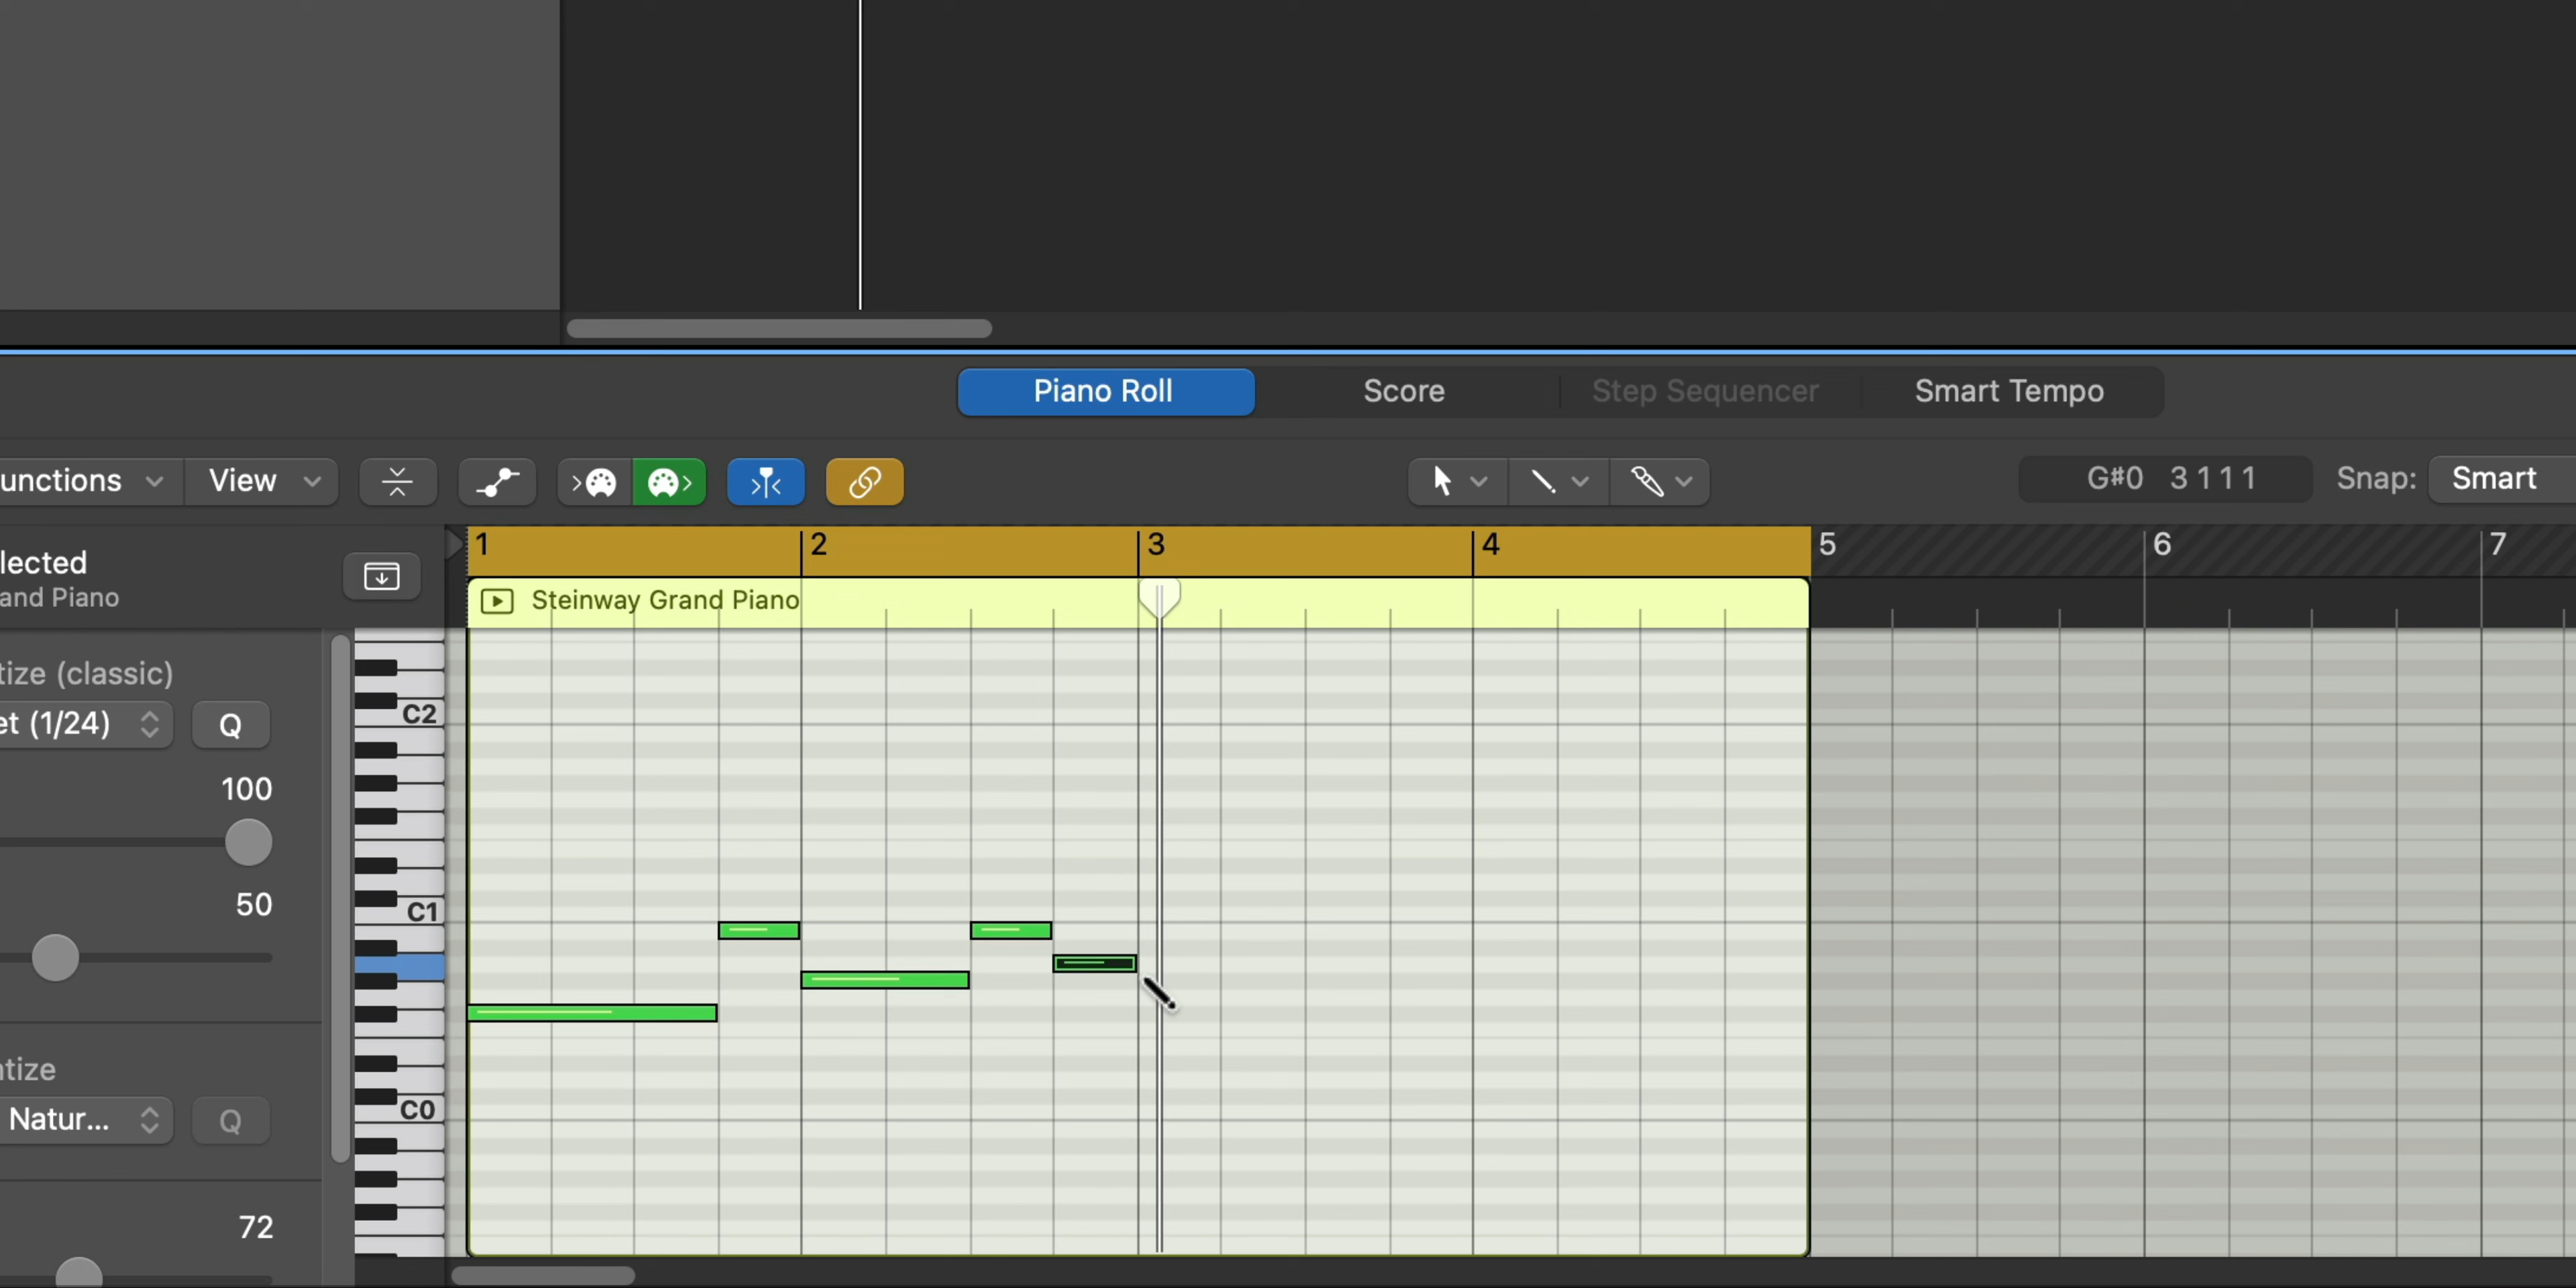 Piano Roll Score Step Sequencer Smart Tempo
unctions View G#0 3 1 1 1 Snap: Smart
1 2 3 4 5 6 7
lected
and Piano
Steinway Grand Piano
tize (classic)
et (1/24) Q
100
50
ntize
Natur... Q
72
C2
C1
C0